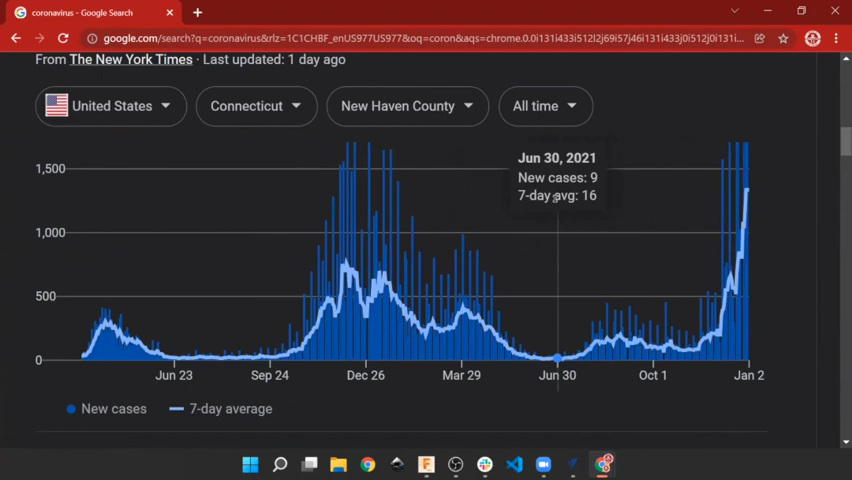 coronavirus - Google Search
google.com/search?q=coronavirus&rlz=1C1CHBF_enUS977US977&oq=coron&aqs=chrome.0.0i131i433i512l2j69i57j46i131i433j0i512j0i131i...
From The New York Times · Last updated: 1 day ago
United States
Connecticut
New Haven County
All time
Jun 30, 2021
New cases: 9
7-day avg: 16
1,500
1,000
500
0
Jun 23
Sep 24
Dec 26
Mar 29
Jun 30
Oct 1
Jan 2
New cases
7-day average